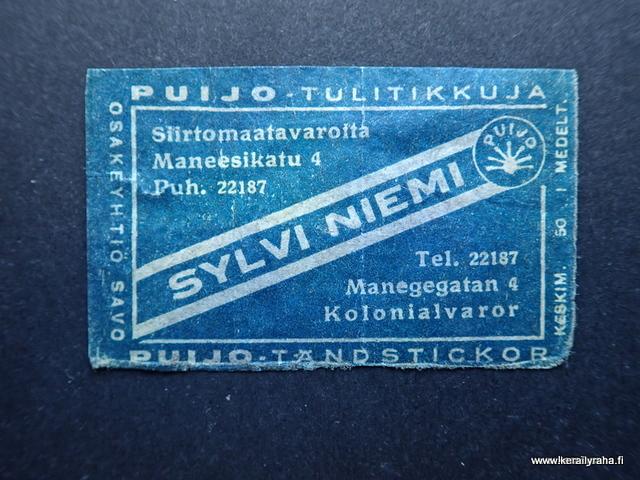 PUIJO-TULITIKKUJA
OSAKEYHTIÖ SAVO
Siirtomaatavaroita
Maneesikatu 4
Puh. 22187
PUIJO
SYLVI NIEMI
Tel. 22187
Manegegatan 4
Kolonialvaror
KESKIM. 50 I MEDELT.
PUIJO-TÄNDSTICKOR
www.kerailyraha.fi